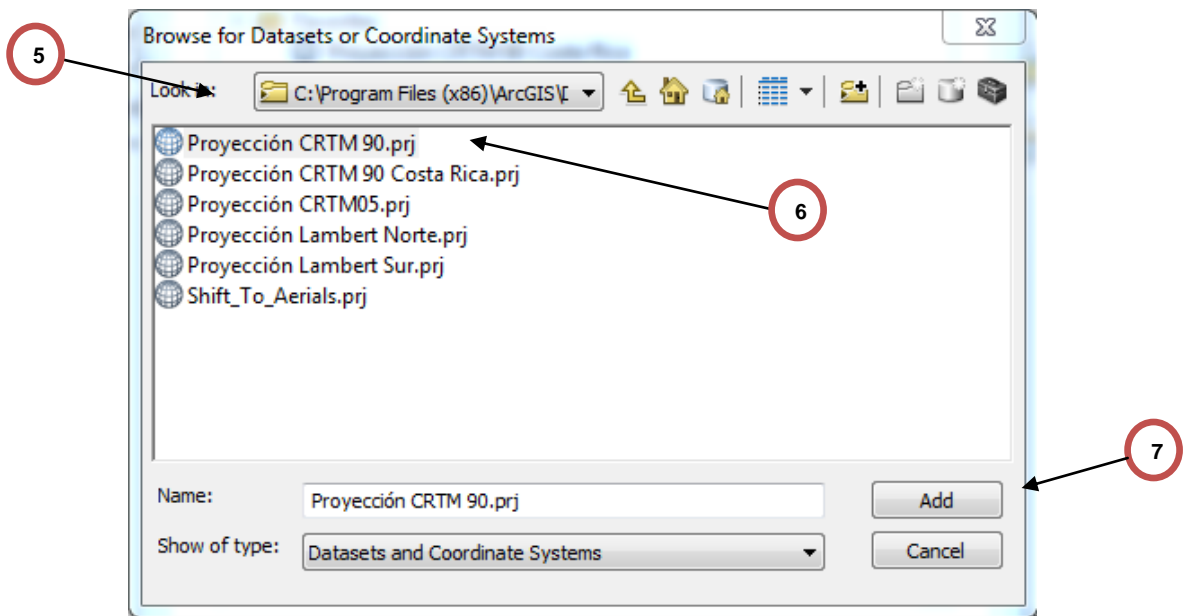 Browse for Datasets or Coordinate Systems
5
Look in:
C:\Program Files (x86)\ArcGIS\D
Proyección CRTM 90.prj
Proyección CRTM 90 Costa Rica.prj
Proyección CRTM05.prj
Proyección Lambert Norte.prj
Proyección Lambert Sur.prj
Shift_To_Aerials.prj
6
7
Name:
Proyección CRTM 90.prj
Add
Show of type:
Datasets and Coordinate Systems
Cancel